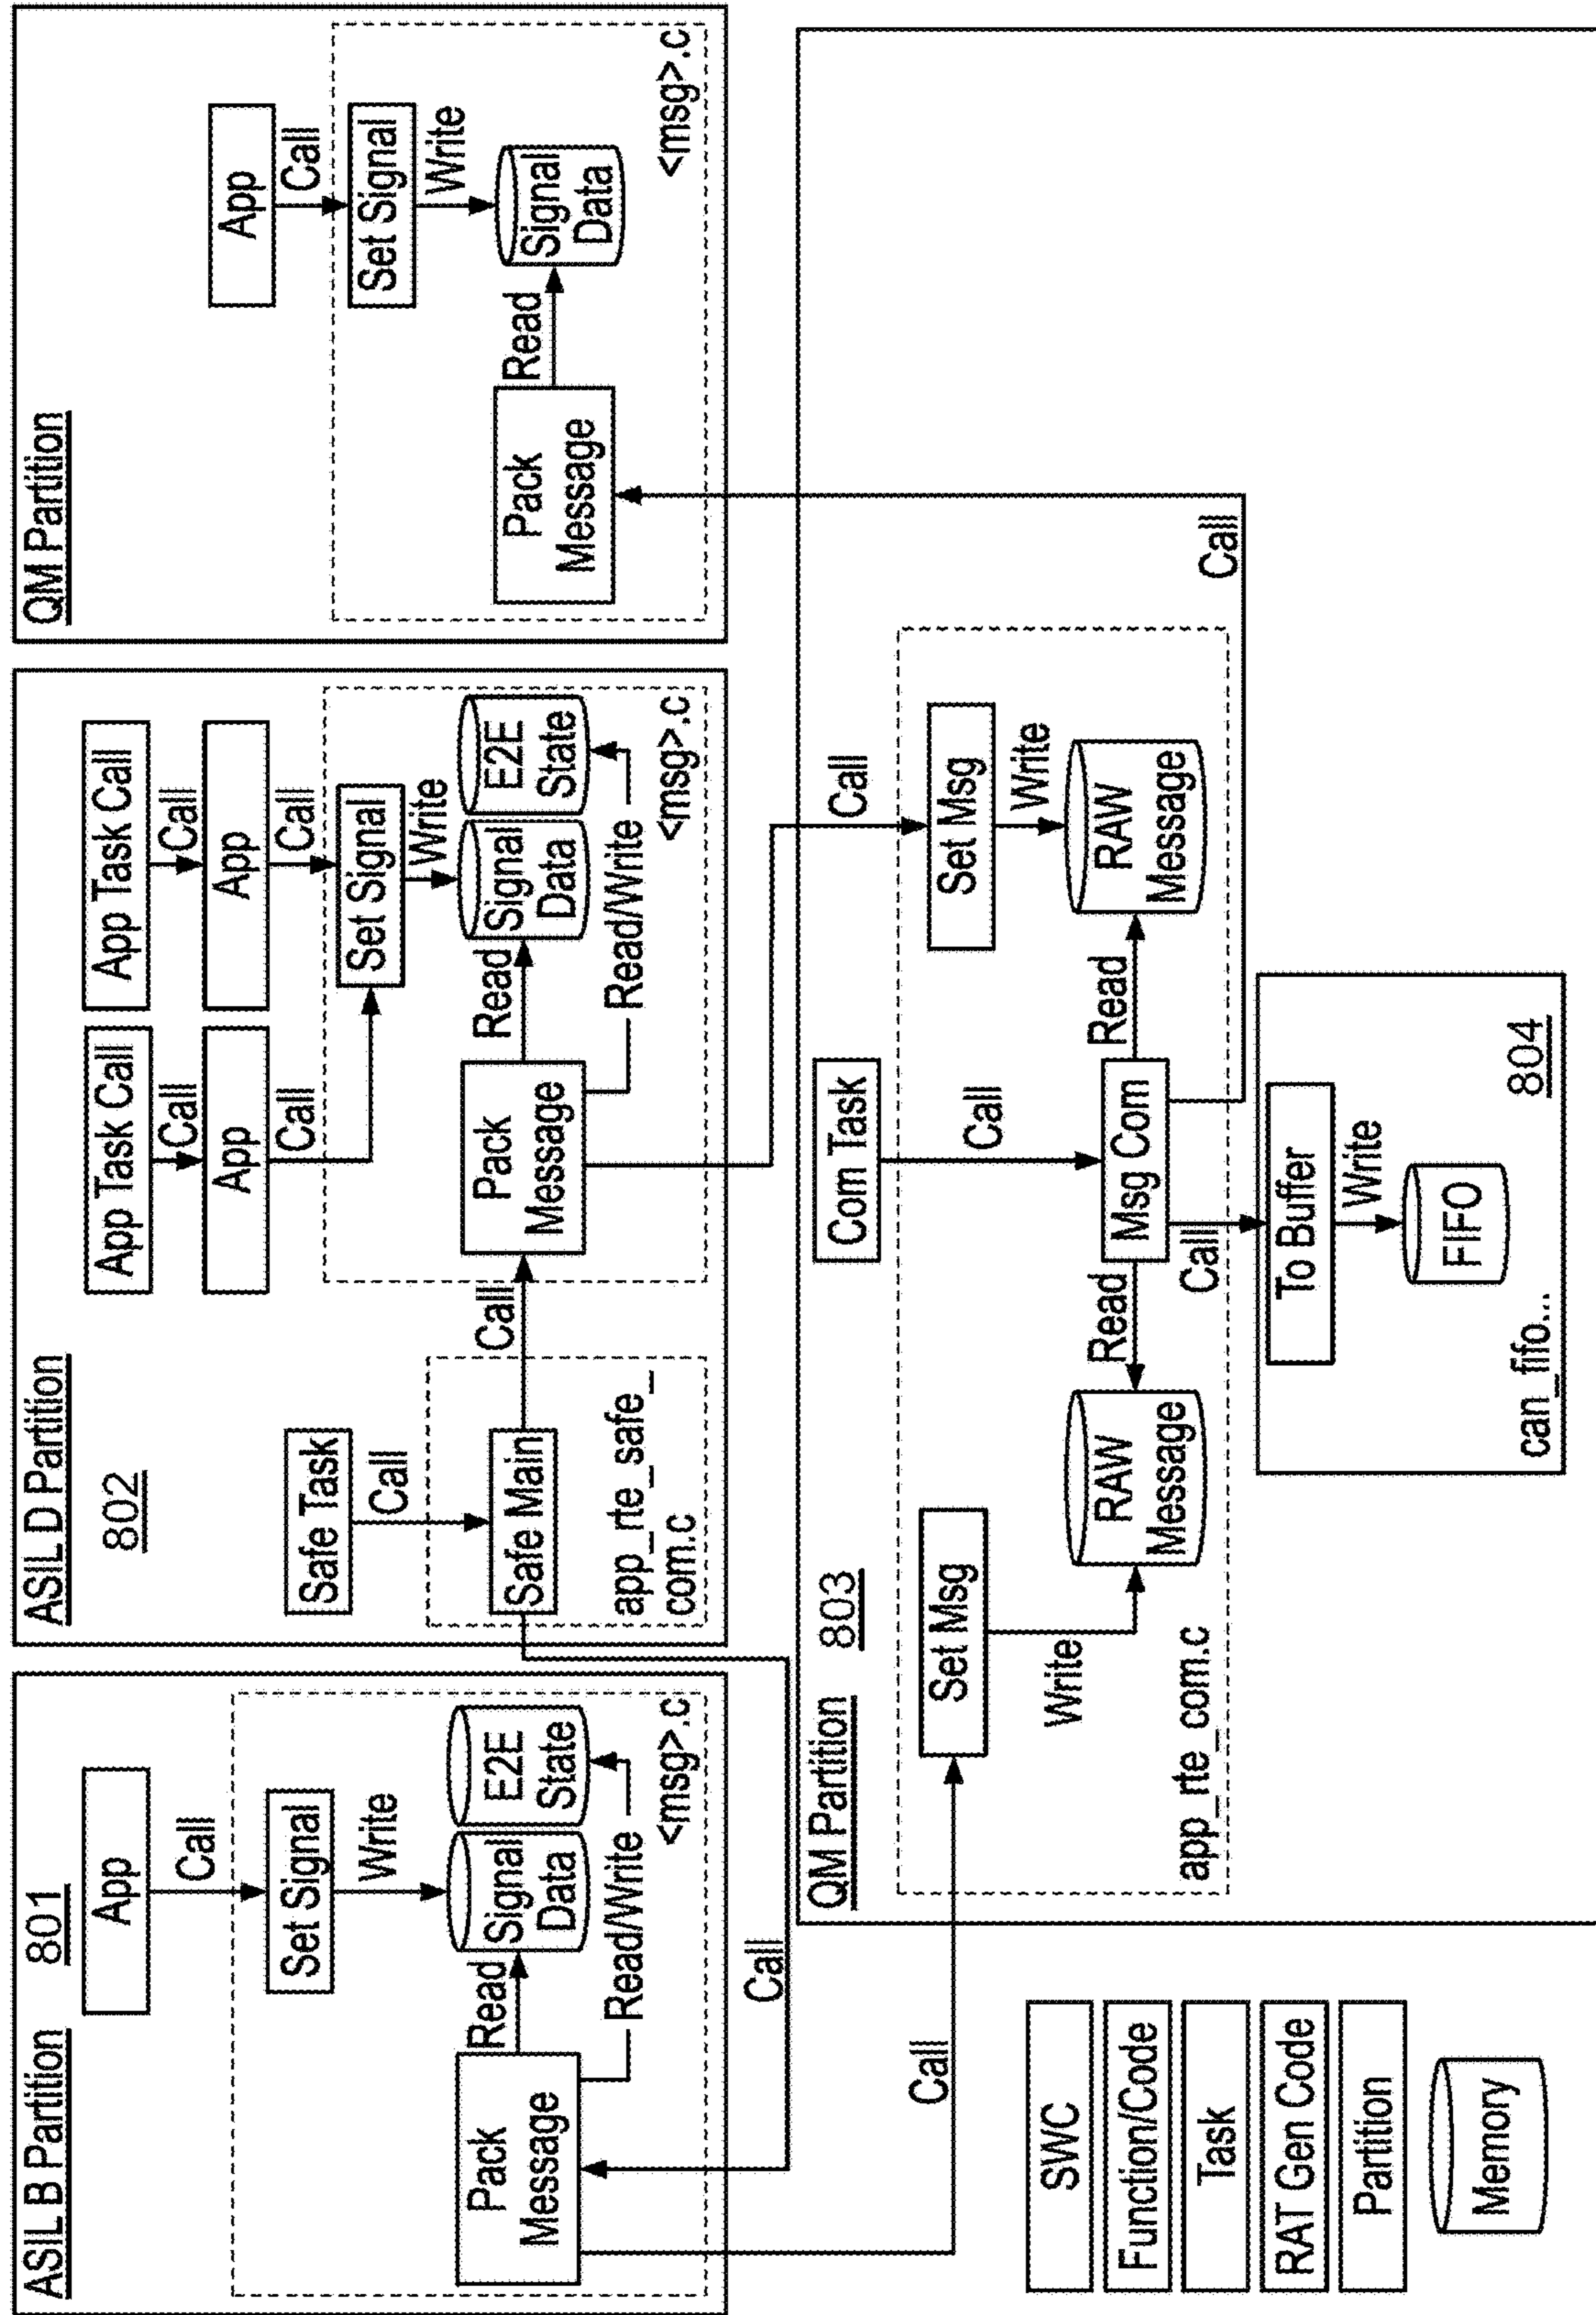 ASIL B Partition
801
App
Call
Set Signal
Write
Signal
Data
E2E
State
Read
Read/Write
Pack
Message
<msg>.c
ASIL D Partition
802
Safe Task
Call
Safe Main
app_rte_safe_
com.c
Call
App Task Call
Call
App
Call
App Task Call
Call
App
Call
Set Signal
Write
Signal
Data
E2E
State
Read
Read/Write
Pack
Message
<msg>.c
QM Partition
App
Call
Set Signal
Write
Signal
Data
Read
Pack
Message
<msg>.c
Call
Call
Call
Call
QM Partition
803
Set Msg
Write
RAW
Message
Read
Com Task
Call
Msg Com
Read
Set Msg
Write
RAW
Message
app_rte_com.c
Call
To Buffer
Write
FIFO
can_fifo...
804
SWC
Function/Code
Task
RAT Gen Code
Partition
Memory